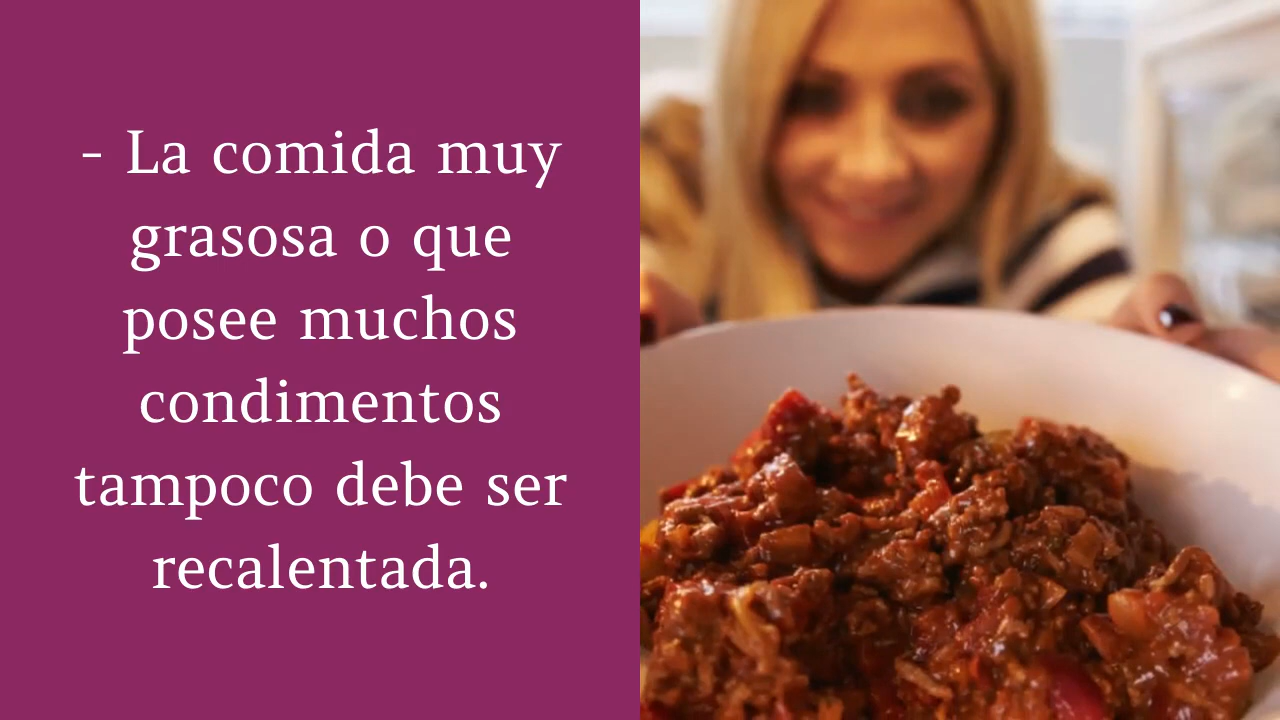 - La comida muy
grasosa o que
posee muchos
condimentos
tampoco debe ser
recalentada.